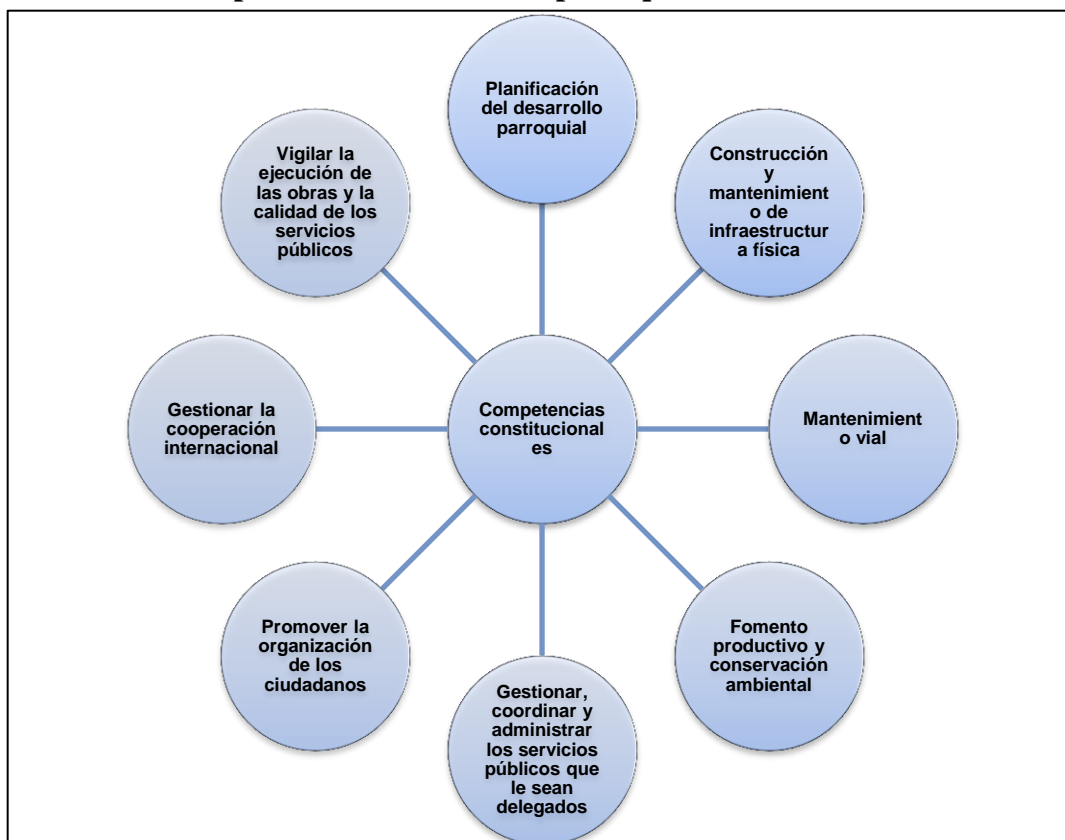 Planificación
del desarrollo
parroquial
Construcción
y
mantenimient
o de
infraestructur
a física
Mantenimient
o vial
Fomento
productivo y
conservación
ambiental
Gestionar,
coordinar y
administrar
los servicios
públicos que
le sean
delegados
Promover la
organización
de los
ciudadanos
Gestionar la
cooperación
internacional
Vigilar la
ejecución de
las obras y la
calidad de los
servicios
públicos
Competencias
constitucional
es